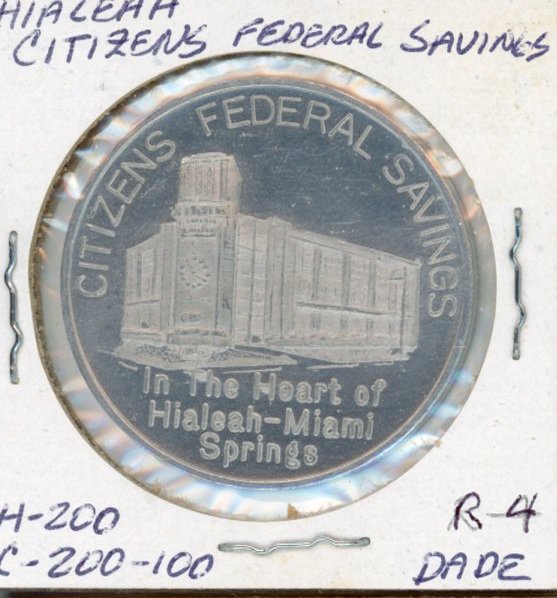 HIALEAH
CITIZENS FEDERAL SAVINGS
CITIZENS FEDERAL SAVINGS
In The Heart of
Hialeah-Miami
Springs
H-200
C-200-100
R-4
DADE